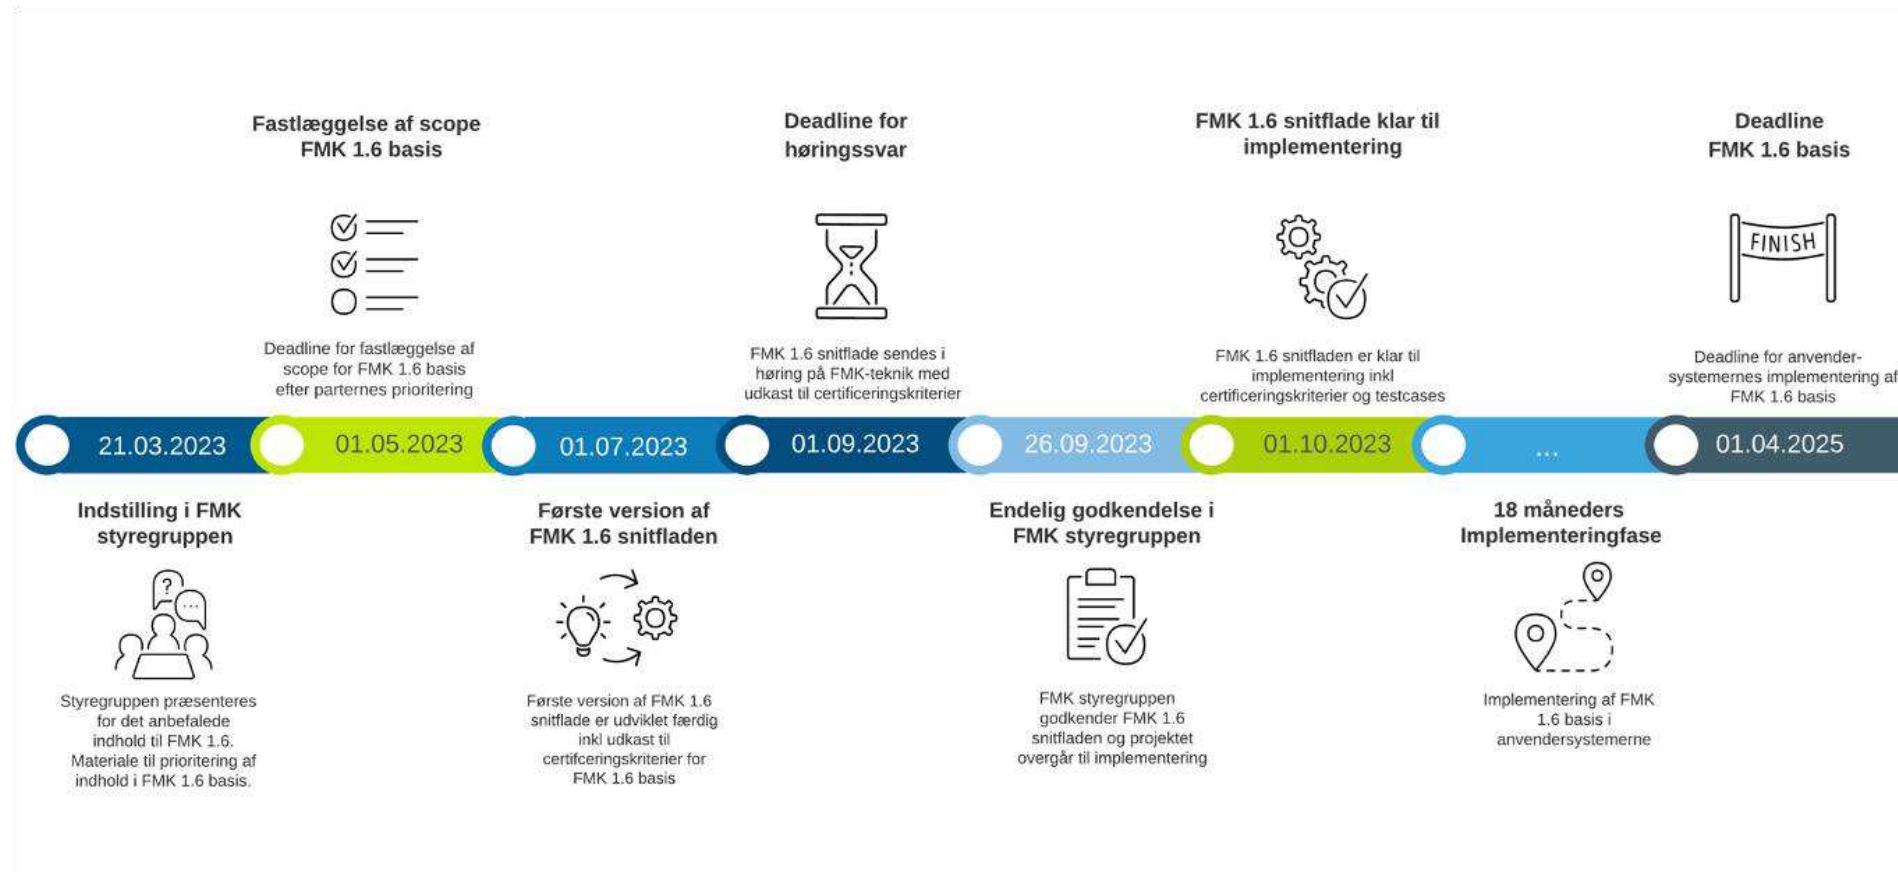 Fastlæggelse af scope
FMK 1.6 basis
Deadline for fastlæggelse af
scope for FMK 1.6 basis
efter parternes prioritering
Deadline for
høringssvar
FMK 1.6 snitflade sendes i
høring på FMK-teknik med
udkast til certificeringskriterier
FMK 1.6 snitflade klar til
implementering
FMK 1.6 snitfladen er klar til
implementering inkl
certificeringskriterier og testcases
Deadline
FMK 1.6 basis
FINISH
Deadline for anvender-
systemernes implementering af
FMK 1.6 basis
21.03.2023
01.05.2023
01.07.2023
01.09.2023
26.09.2023
01.10.2023
...
01.04.2025
Indstilling i FMK
styregruppen
?
...
Styregruppen præsenteres
for det anbefalede
indhold til FMK 1.6.
Materiale til prioritering af
indhold i FMK 1.6 basis.
Første version af
FMK 1.6 snitfladen
Første version af FMK 1.6
snitflade er udviklet færdig
inkl udkast til
certifceringskriterier for
FMK 1.6 basis
Endelig godkendelse i
FMK styregruppen
FMK styregruppen
godkender FMK 1.6
snitfladen og projektet
overgår til implementering
18 måneders
Implementeringfase
Implementering af FMK
1.6 basis i
anvendersystemerne